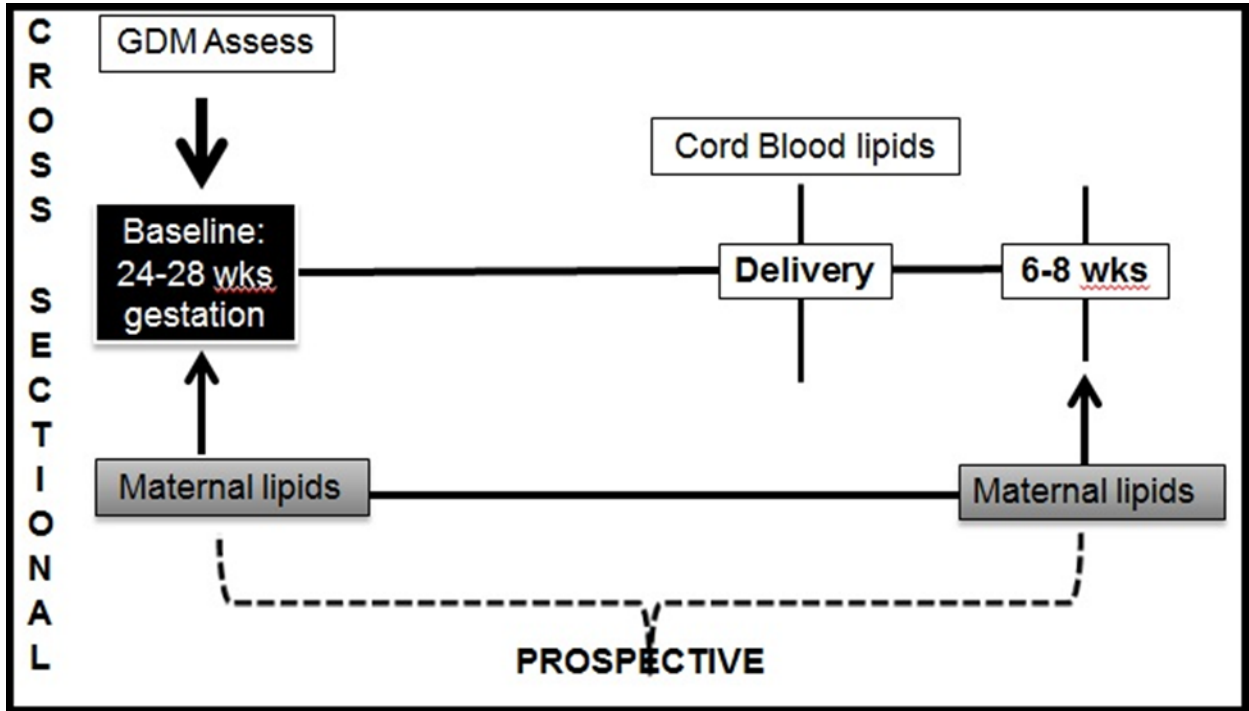 CROSS SECTIONAL
GDM Assess
Cord Blood lipids
Baseline:
24-28 wks
gestation
Delivery
6-8 wks
Maternal lipids
Maternal lipids
PROSPECTIVE